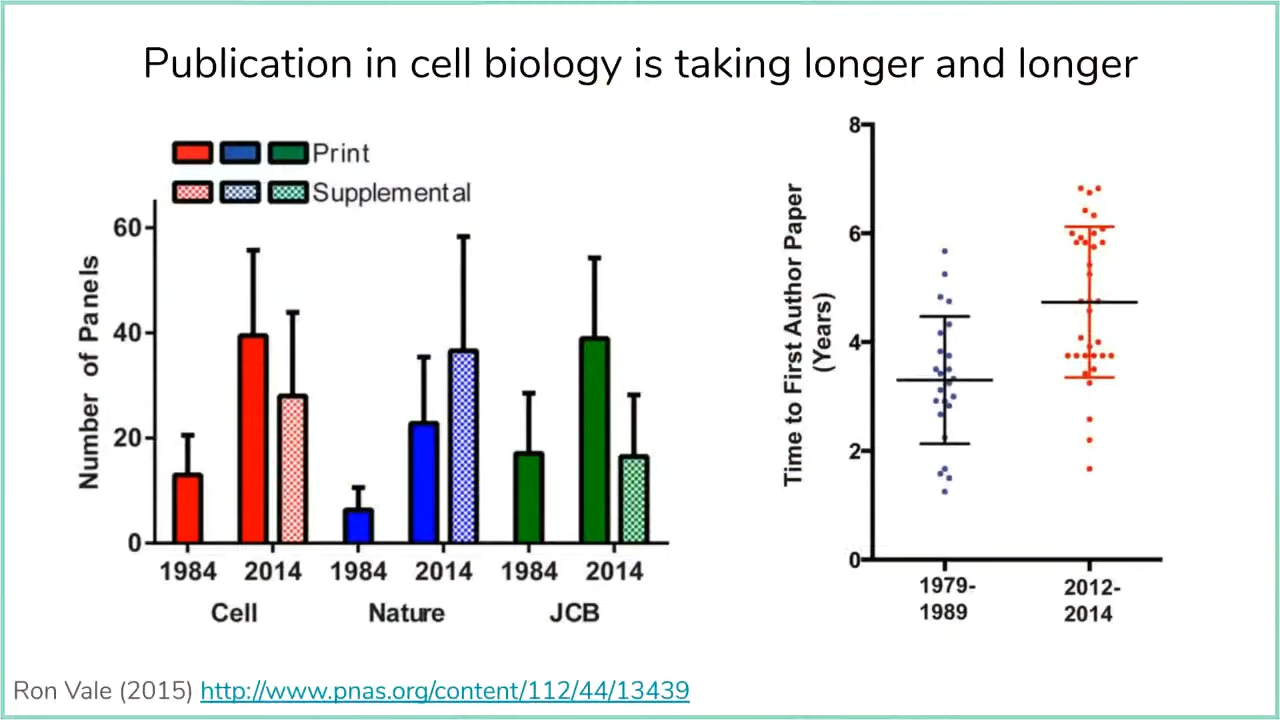 Publication in cell biology is taking longer and longer
Print
Supplemental
Number of Panels
60
40
20
0
1984 2014 1984 2014 1984 2014
Cell Nature JCB
Time to First Author Paper
(Years)
8
6
4
2
0
1979-
1989
2012-
2014
Ron Vale (2015) http://www.pnas.org/content/112/44/13439